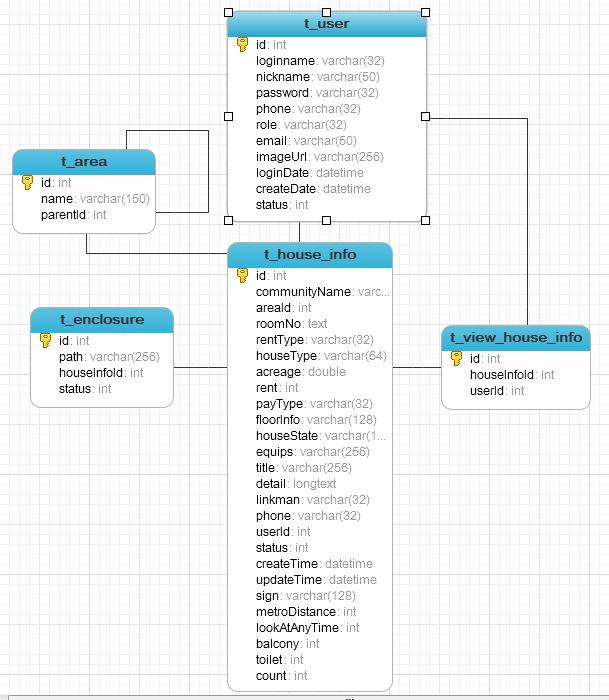 t_user
id: int
loginname: varchar(32)
nickname: varchar(50)
password: varchar(32)
phone: varchar(32)
role: varchar(32)
email: varchar(50)
imageUrl: varchar(256)
loginDate: datetime
createDate: datetime
status: int
t_area
id: int
name: varchar(150)
parentId: int
t_house_info
id: int
communityName: varc...
areaId: int
roomNo: text
rentType: varchar(32)
houseType: varchar(64)
acreage: double
rent: int
payType: varchar(32)
floorInfo: varchar(128)
houseState: varchar(1...
equips: varchar(256)
title: varchar(256)
detail: longtext
linkman: varchar(32)
phone: varchar(32)
userId: int
status: int
createTime: datetime
updateTime: datetime
sign: varchar(128)
metroDistance: int
lookAtAnyTime: int
balcony: int
toilet: int
count: int
t_enclosure
id: int
path: varchar(256)
houseInfoId: int
status: int
t_view_house_info
id: int
houseInfoId: int
userId: int